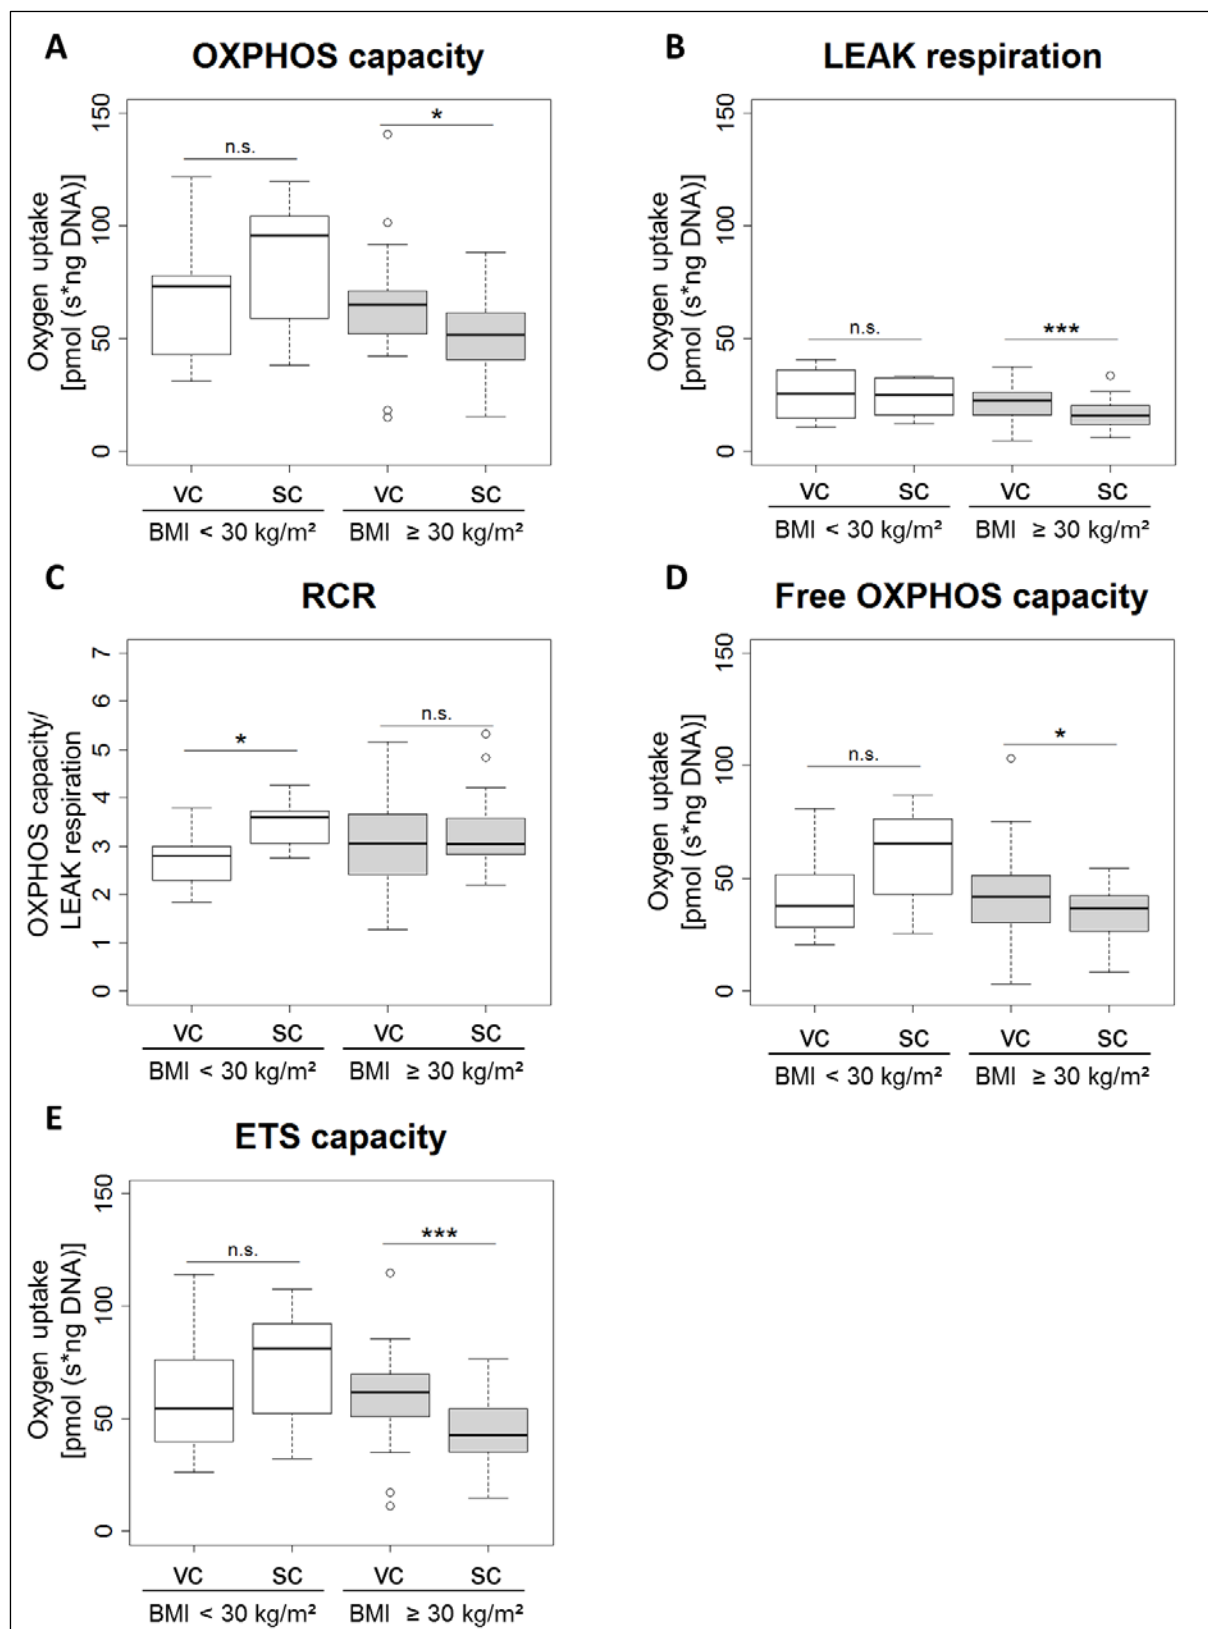 A
OXPHOS capacity
Oxygen uptake
[pmol (s*ng DNA)]
150
100
50
0
n.s.
*
VC
SC
VC
SC
BMI < 30 kg/m²
BMI ≥ 30 kg/m²
B
LEAK respiration
Oxygen uptake
[pmol (s*ng DNA)]
150
100
50
0
n.s.
***
VC
SC
VC
SC
BMI < 30 kg/m²
BMI ≥ 30 kg/m²
C
RCR
OXPHOS capacity/
LEAK respiration
7
6
5
4
3
2
1
0
*
n.s.
VC
SC
VC
SC
BMI < 30 kg/m²
BMI ≥ 30 kg/m²
D
Free OXPHOS capacity
Oxygen uptake
[pmol (s*ng DNA)]
150
100
50
0
n.s.
*
VC
SC
VC
SC
BMI < 30 kg/m²
BMI ≥ 30 kg/m²
E
ETS capacity
Oxygen uptake
[pmol (s*ng DNA)]
150
100
50
0
n.s.
***
VC
SC
VC
SC
BMI < 30 kg/m²
BMI ≥ 30 kg/m²